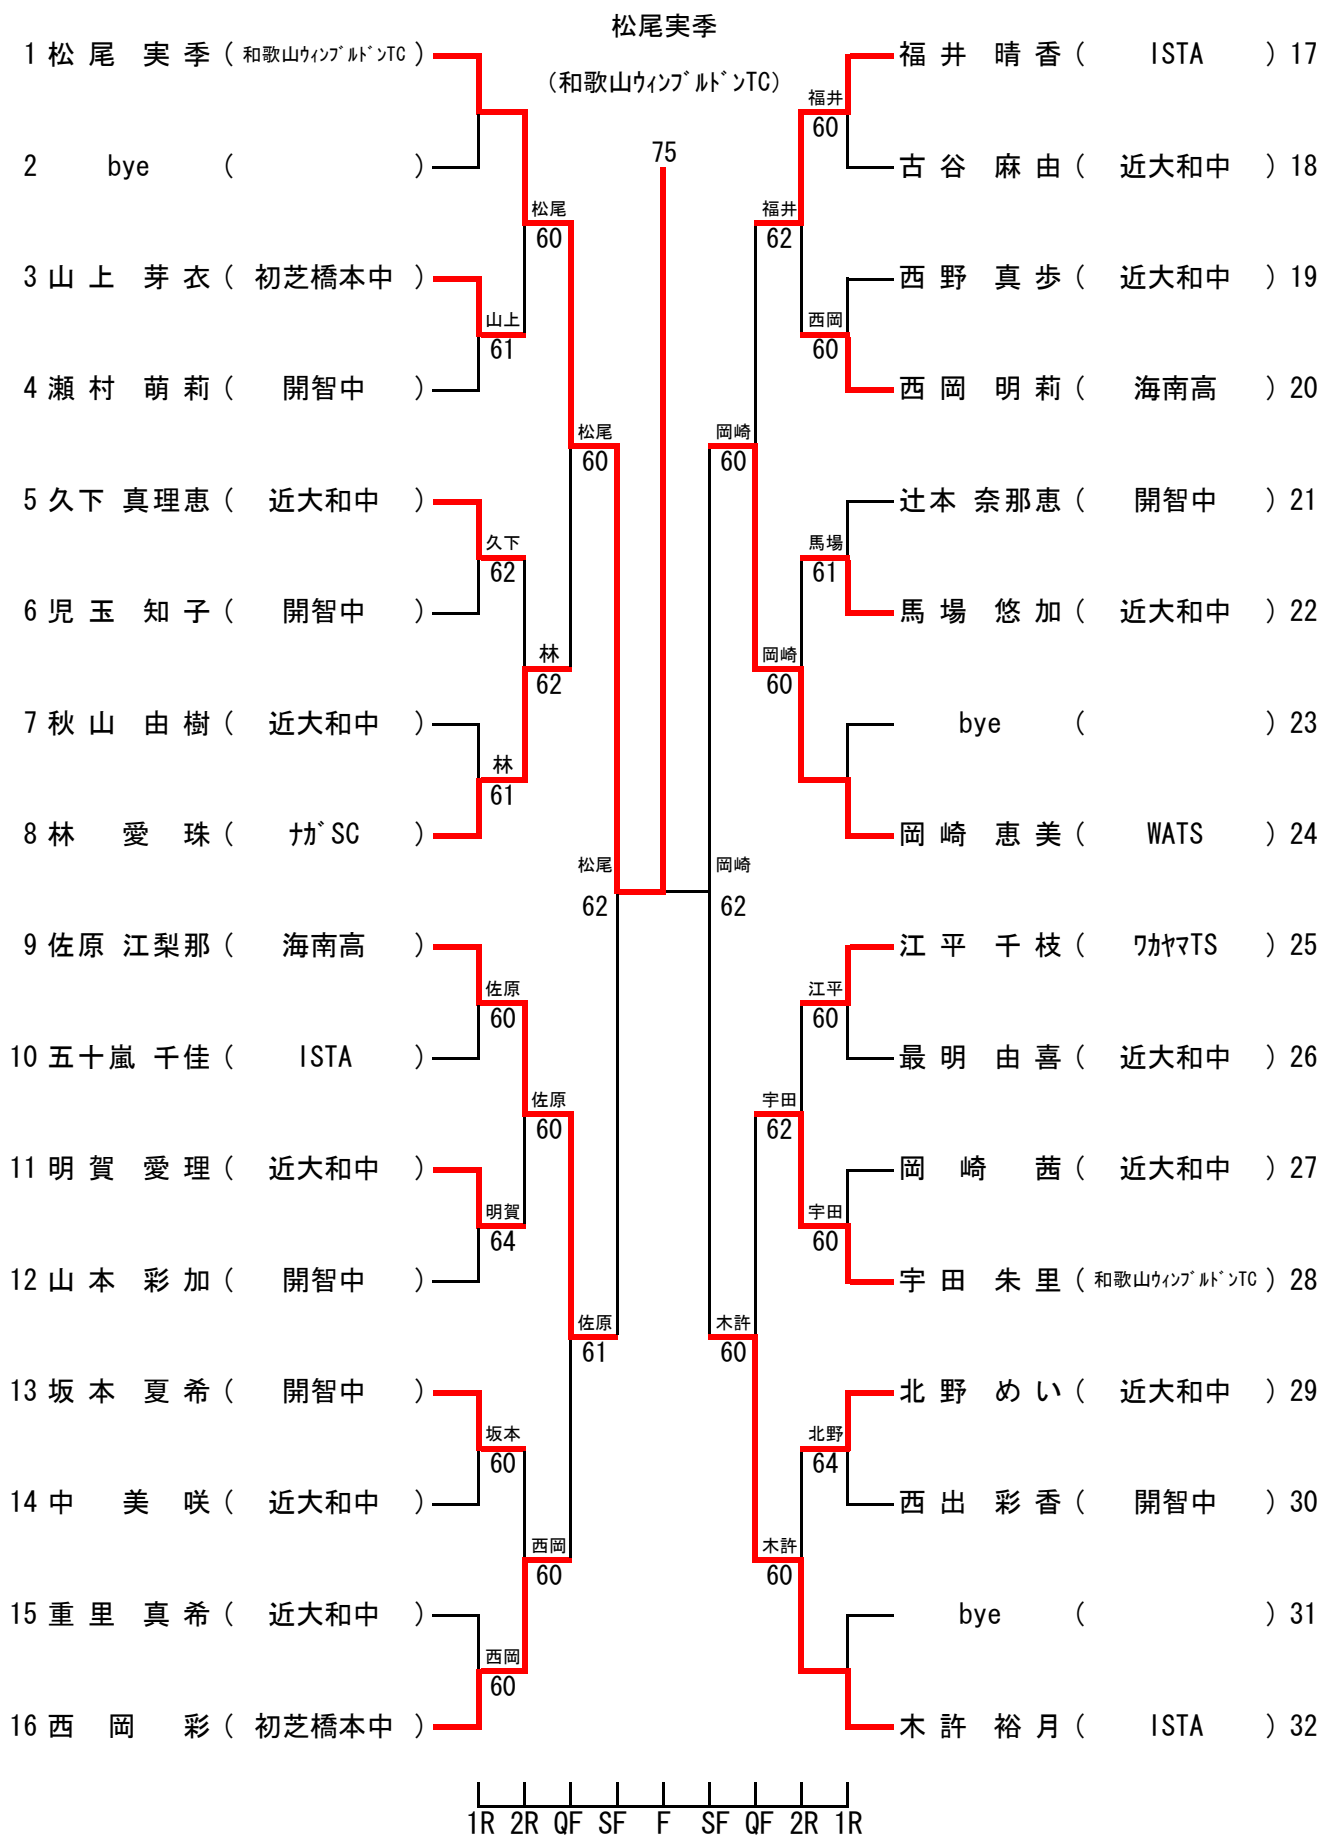 松尾実季
（和歌山ｳｨﾝﾌﾞﾙﾄﾞﾝTC）
75
1 松尾 実季（和歌山ｳｨﾝﾌﾞﾙﾄﾞﾝTC）
2 bye （ ）
3 山上 芽衣（初芝橋本中）
4 瀬村 萌莉（開智中）
5 久下 真理恵（近大和中）
6 児玉 知子（開智中）
7 秋山 由樹（近大和中）
8 林 愛珠（ﾅｶﾞSC）
9 佐原 江梨那（海南高）
10 五十嵐 千佳（ISTA）
11 明賀 愛理（近大和中）
12 山本 彩加（開智中）
13 坂本 夏希（開智中）
14 中 美咲（近大和中）
15 重里 真希（近大和中）
16 西岡 彩（初芝橋本中）
山上
61
久下
62
林
61
佐原
60
明賀
64
坂本
60
西岡
60
松尾
60
林
62
佐原
60
西岡
60
松尾
60
佐原
61
松尾
62
岡崎
62
岡崎
60
木許
60
福井
62
岡崎
60
宇田
62
木許
60
福井
60
西岡
60
馬場
61
江平
60
宇田
60
北野
64
福井 晴香（ISTA）17
古谷 麻由（近大和中）18
西野 真歩（近大和中）19
西岡 明莉（海南高）20
辻本 奈那恵（開智中）21
馬場 悠加（近大和中）22
bye （ ）23
岡崎 恵美（WATS）24
江平 千枝（ﾜｶﾔﾏTS）25
最明 由喜（近大和中）26
岡崎 茜（近大和中）27
宇田 朱里（和歌山ｳｨﾝﾌﾞﾙﾄﾞﾝTC）28
北野 めい（近大和中）29
西出 彩香（開智中）30
bye （ ）31
木許 裕月（ISTA）32
1R 2R QF SF F SF QF 2R 1R